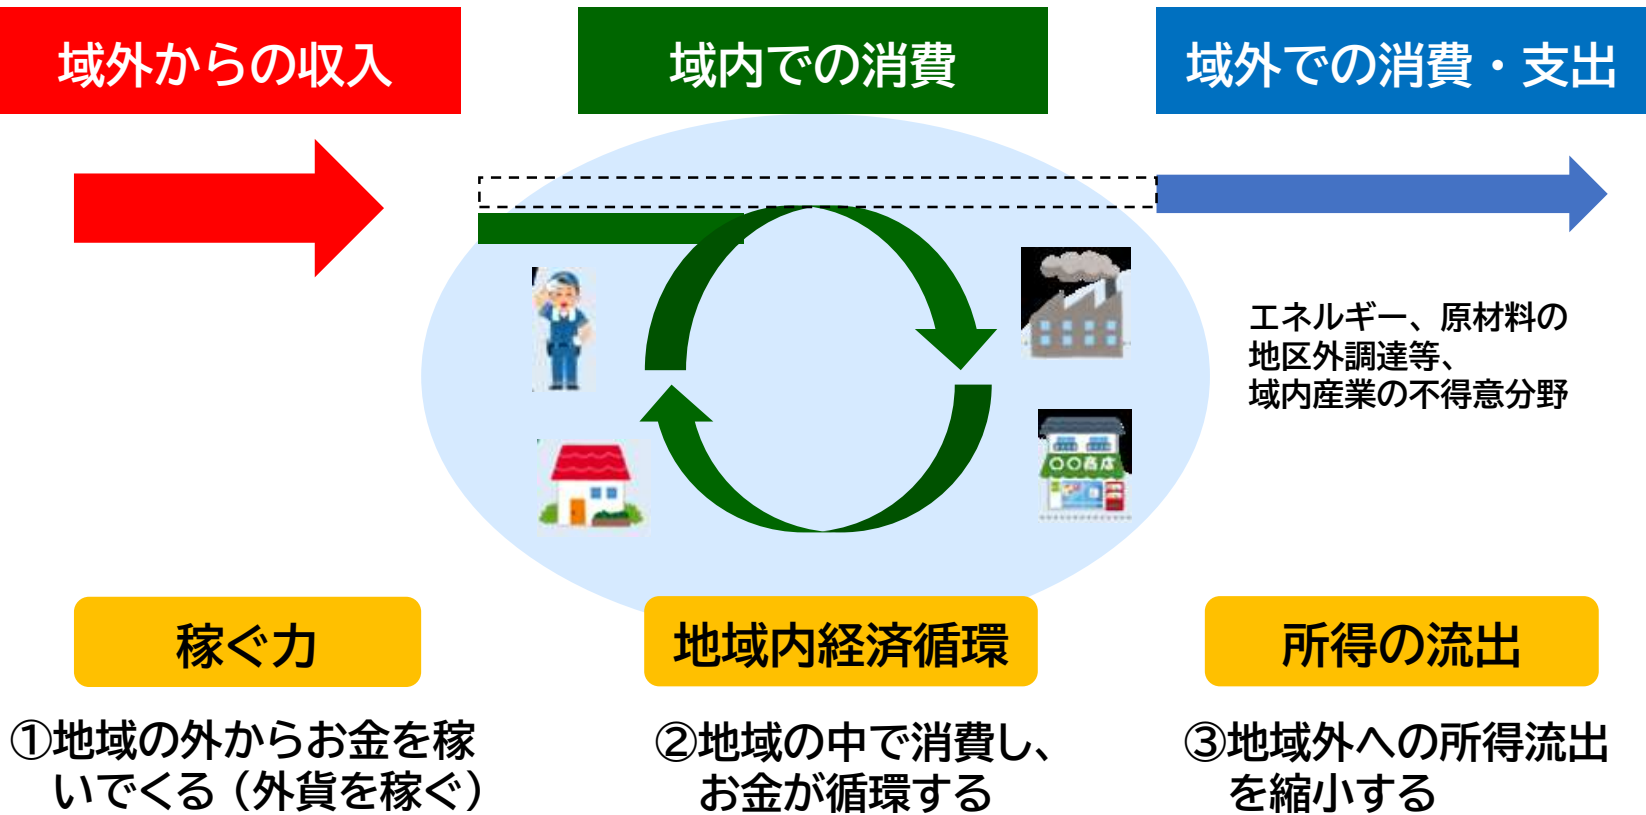 域外からの収入
域内での消費
域外での消費・支出
エネルギー、原材料の
地区外調達等、
域内産業の不得意分野
〇〇商店
稼ぐ力
地域内経済循環
所得の流出
①地域の外からお金を稼
いでくる（外貨を稼ぐ）
②地域の中で消費し、
お金が循環する
③地域外への所得流出
を縮小する